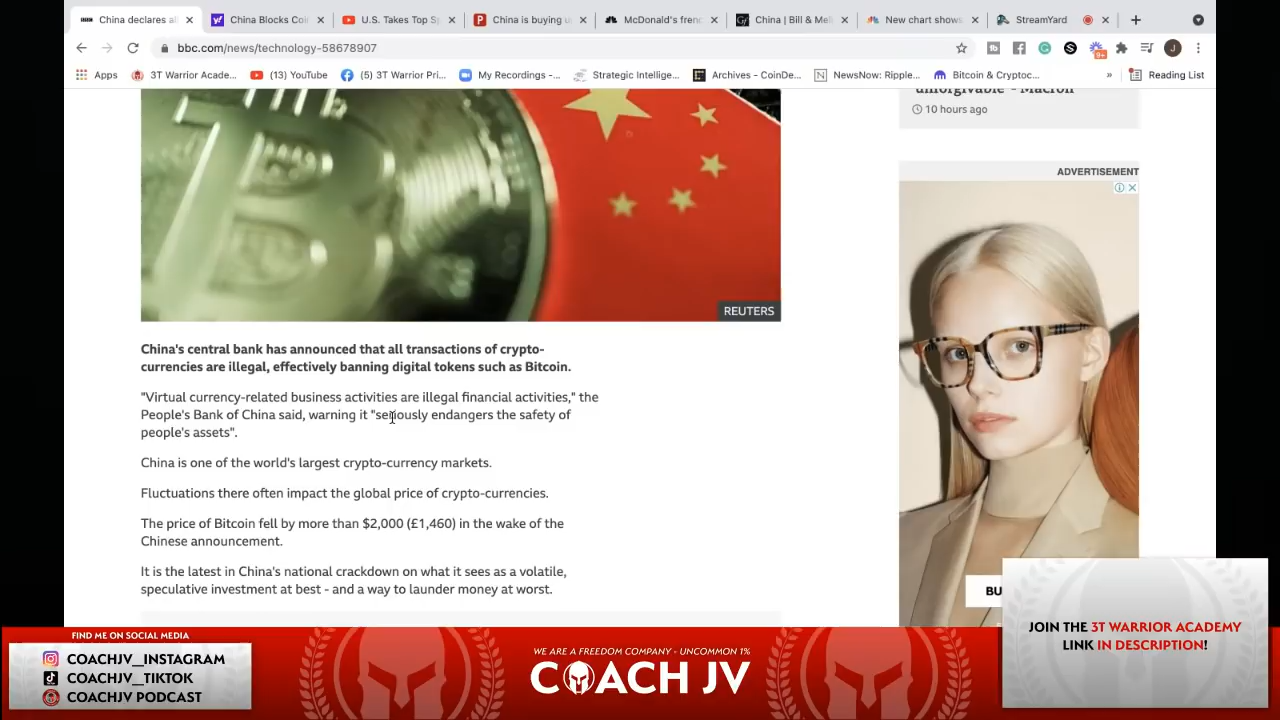 China declares all
China Blocks Coi
U.S. Takes Top S
China is buying u
McDonald's fren
China | Bill & Mel
New chart shows
StreamYard
bbc.com/news/technology-58678907
9+
J
Apps
3T Warrior Acade...
(13) YouTube
(5) 3T Warrior Pri...
My Recordings -...
Strategic Intellige...
Archives - CoinDe...
NewsNow: Ripple...
Bitcoin & Cryptoc...
»
Reading List
unforgivable - Macron
10 hours ago
ADVERTISEMENT
REUTERS
China's central bank has announced that all transactions of crypto-
currencies are illegal, effectively banning digital tokens such as Bitcoin.
"Virtual currency-related business activities are illegal financial activities," the
People's Bank of China said, warning it "seriously endangers the safety of
people's assets".
China is one of the world's largest crypto-currency markets.
Fluctuations there often impact the global price of crypto-currencies.
The price of Bitcoin fell by more than $2,000 (£1,460) in the wake of the
Chinese announcement.
It is the latest in China's national crackdown on what it sees as a volatile,
speculative investment at best - and a way to launder money at worst.
BU
FIND ME ON SOCIAL MEDIA
COACHJV__INSTAGRAM
COACHJV_TIKTOK
COACHJV PODCAST
WE ARE A FREEDOM COMPANY - UNCOMMON 1%
COACH JV
JOIN THE 3T WARRIOR ACADEMY
LINK IN DESCRIPTION!